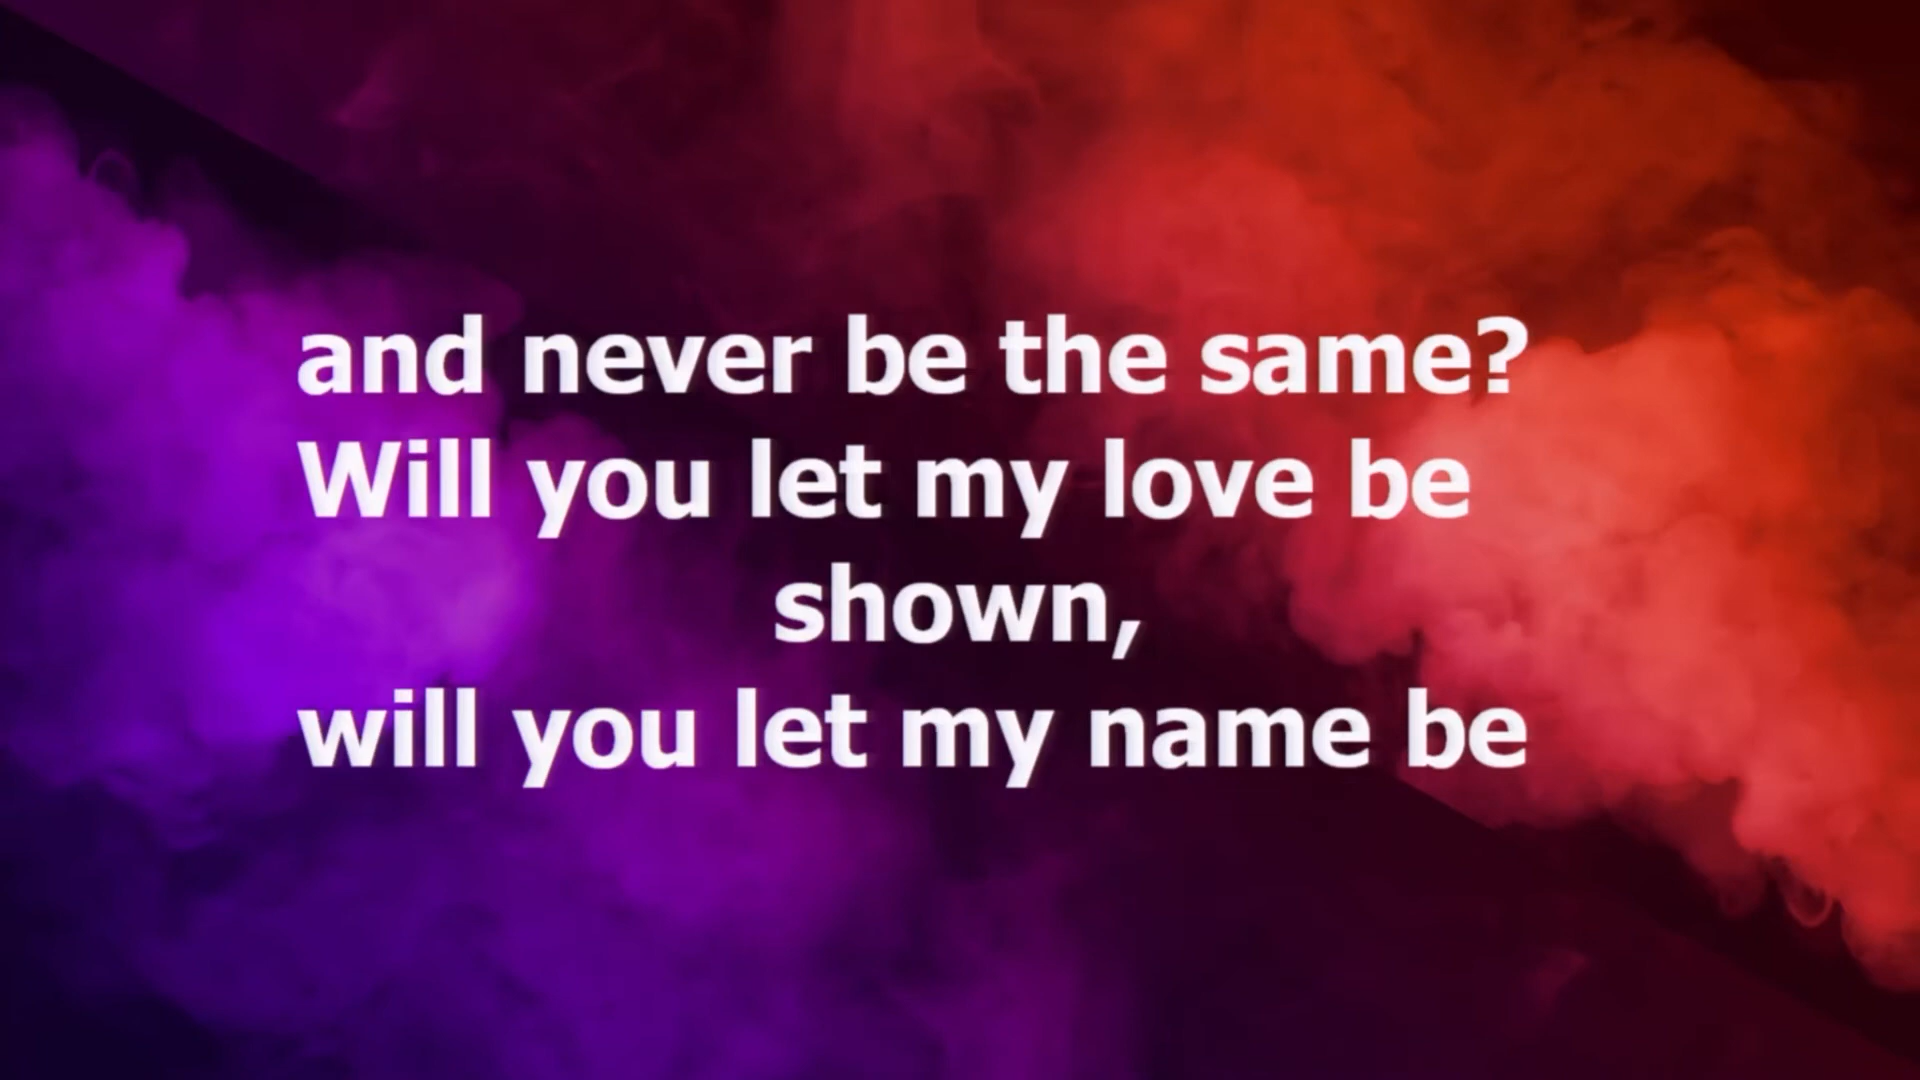 and never be the same?
Will you let my love be
shown,
will you let my name be